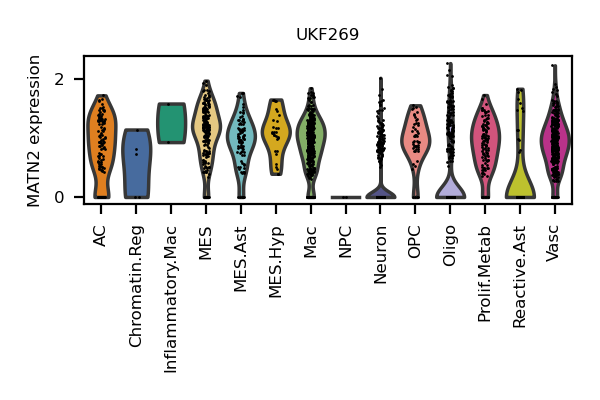 UKF269
MATN2 expression
2
0
AC
Chromatin.Reg
Inflammatory.Mac
MES
MES.Ast
MES.Hyp
Mac
NPC
Neuron
OPC
Oligo
Prolif.Metab
Reactive.Ast
Vasc